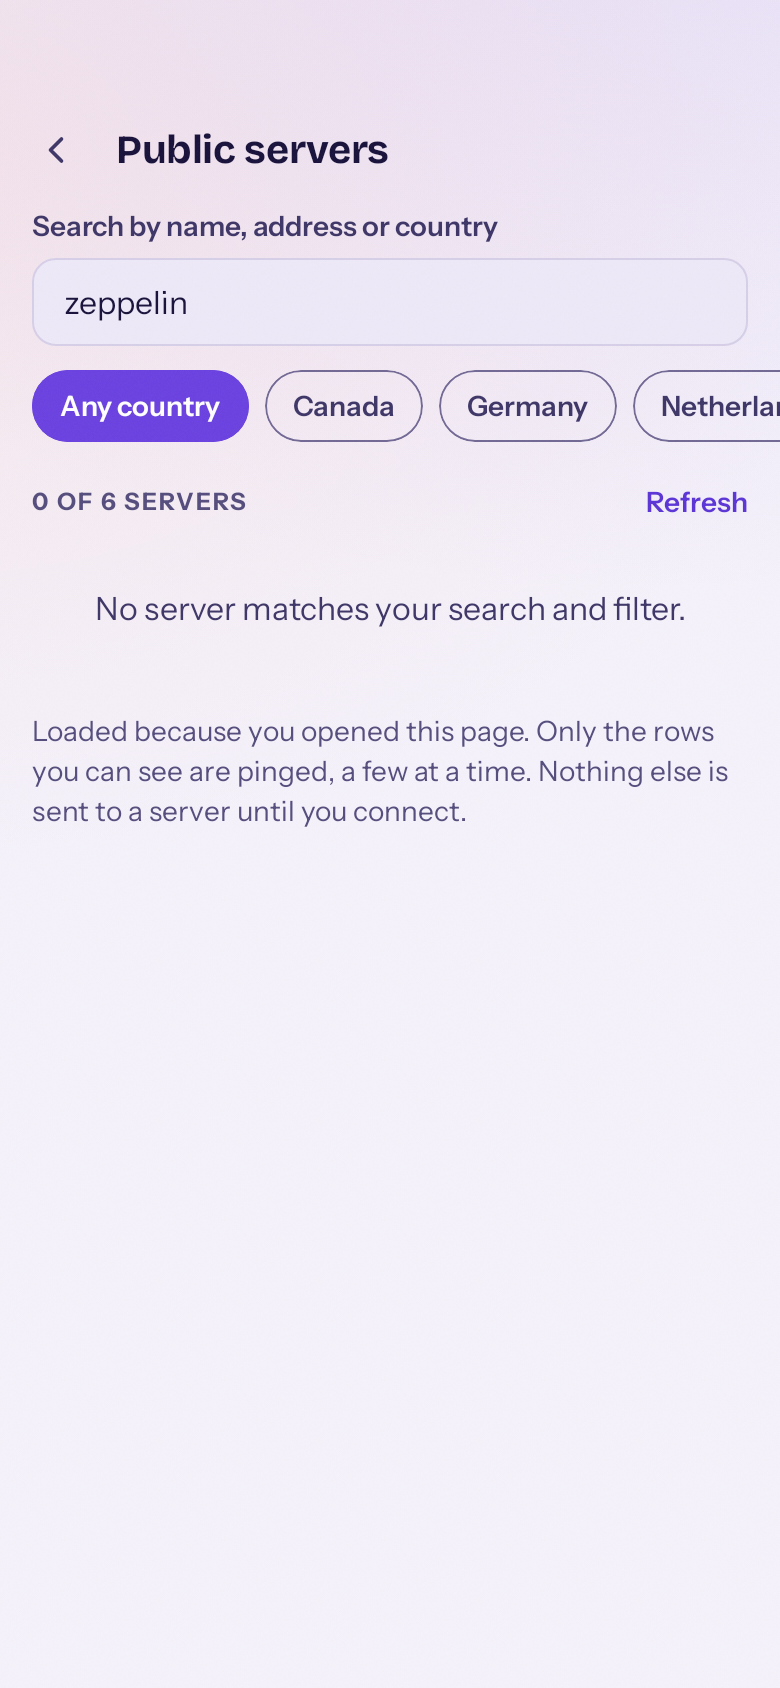 Public servers
Search by name, address or country
zeppelin
Any country
Canada
Germany
Netherlan
0 OF 6 SERVERS
Refresh
No server matches your search and filter.
Loaded because you opened this page. Only the rows
you can see are pinged, a few at a time. Nothing else is
sent to a server until you connect.